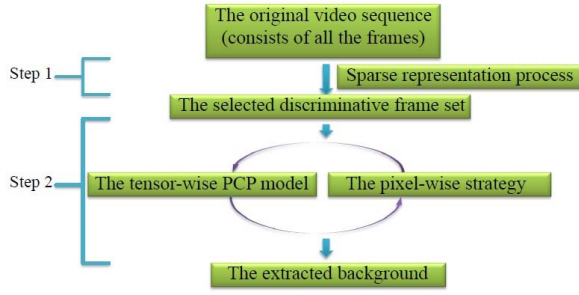 The original video sequence
(consists of all the frames)
Step 1
Sparse representation process
The selected discriminative frame set
Step 2
The tensor-wise PCP model
The pixel-wise strategy
The extracted background